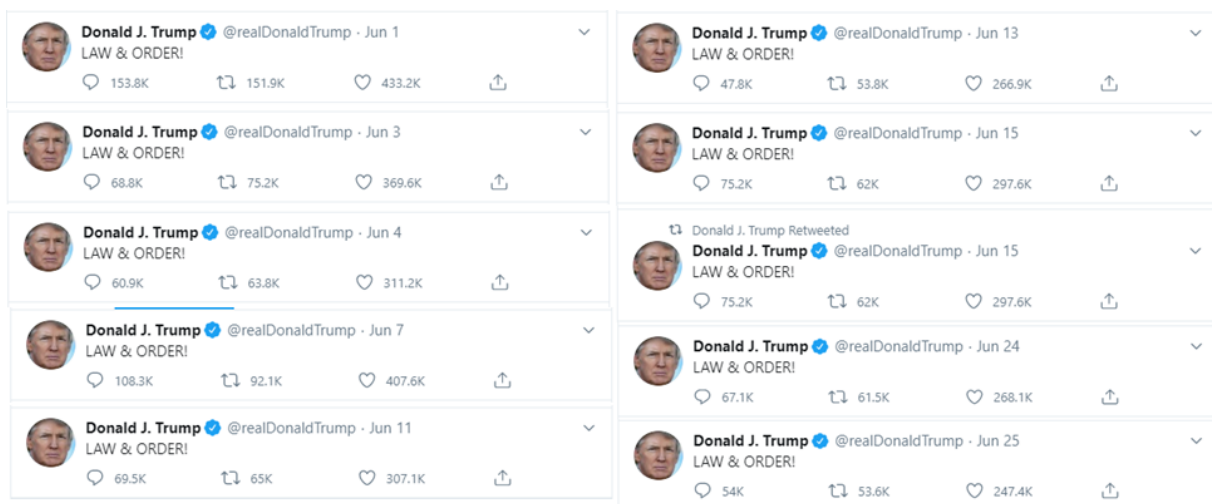 Donald J. Trump @realDonaldTrump · Jun 1
LAW & ORDER!
153.8K 151.9K 433.2K
Donald J. Trump @realDonaldTrump · Jun 3
LAW & ORDER!
68.8K 75.2K 369.6K
Donald J. Trump @realDonaldTrump · Jun 4
LAW & ORDER!
60.9K 63.8K 311.2K
Donald J. Trump @realDonaldTrump · Jun 7
LAW & ORDER!
108.3K 92.1K 407.6K
Donald J. Trump @realDonaldTrump · Jun 11
LAW & ORDER!
69.5K 65K 307.1K
Donald J. Trump @realDonaldTrump · Jun 13
LAW & ORDER!
47.8K 53.8K 266.9K
Donald J. Trump @realDonaldTrump · Jun 15
LAW & ORDER!
75.2K 62K 297.6K
Donald J. Trump Retweeted
Donald J. Trump @realDonaldTrump · Jun 15
LAW & ORDER!
75.2K 62K 297.6K
Donald J. Trump @realDonaldTrump · Jun 24
LAW & ORDER!
67.1K 61.5K 268.1K
Donald J. Trump @realDonaldTrump · Jun 25
LAW & ORDER!
54K 53.6K 247.4K